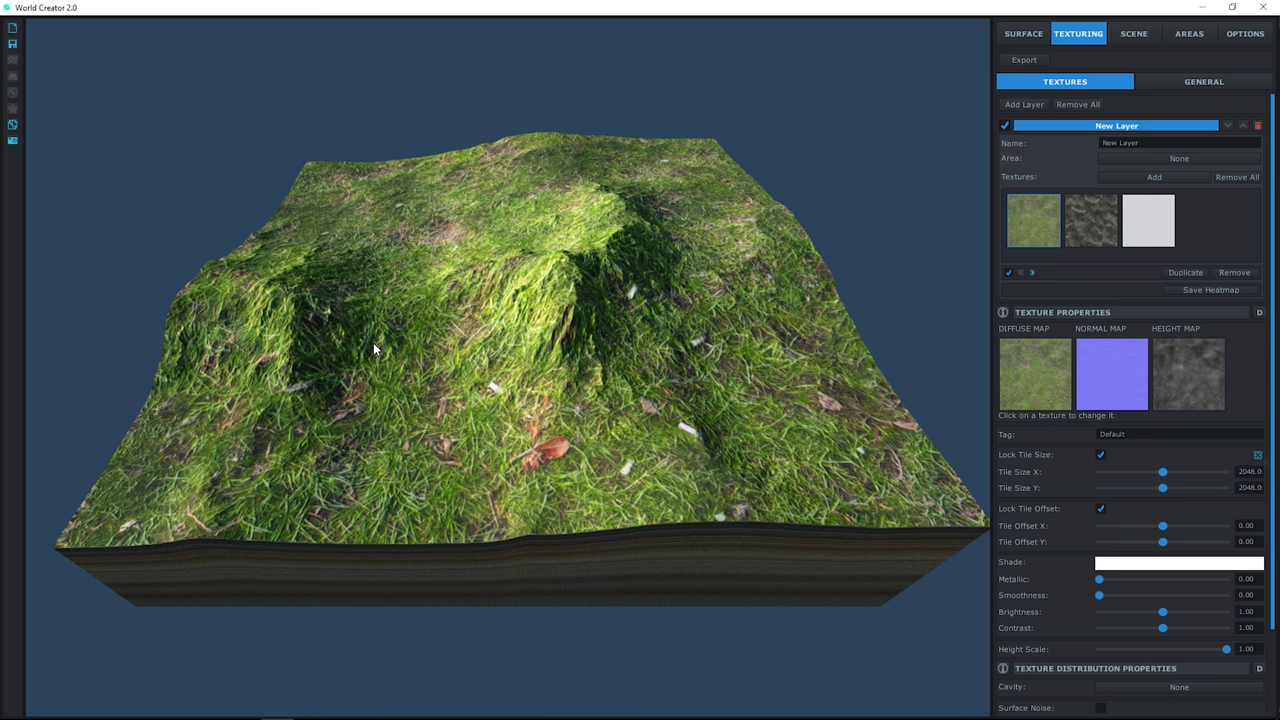 World Creator 2.0
SURFACE TEXTURING SCENE AREAS OPTIONS
Export
TEXTURES GENERAL
Add Layer Remove All
New Layer
Name: New Layer
Area: None
Textures: Add Remove All
Duplicate Remove
Save Heatmap
TEXTURE PROPERTIES D
DIFFUSE MAP NORMAL MAP HEIGHT MAP
Click on a texture to change it
Tag: Default
Lock Tile Size:
Tile Size X: 2048.0
Tile Size Y: 2048.0
Lock Tile Offset:
Tile Offset X: 0.00
Tile Offset Y: 0.00
Shade:
Metallic: 0.00
Smoothness: 0.00
Brightness: 1.00
Contrast: 1.00
Height Scale: 1.00
TEXTURE DISTRIBUTION PROPERTIES D
Cavity: None
Surface Noise: